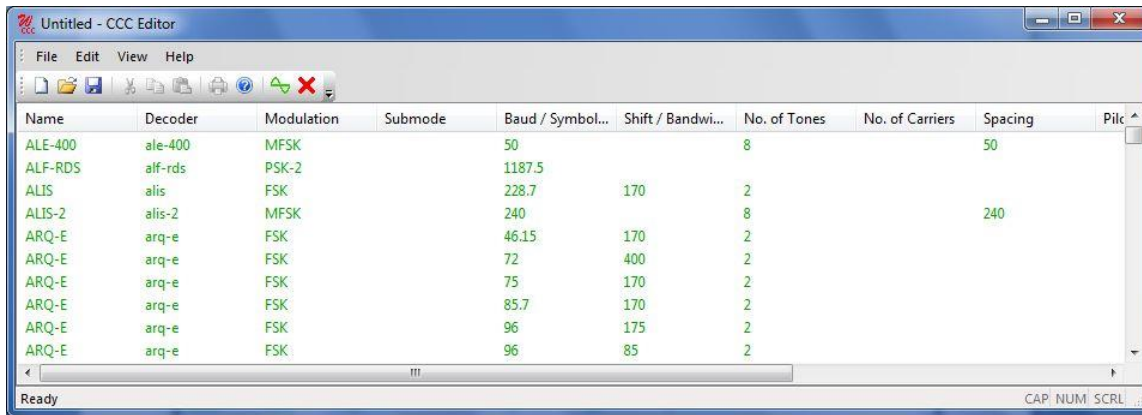 Untitled - CCC Editor
File Edit View Help
Name Decoder Modulation Submode Baud / Symbol... Shift / Bandwi... No. of Tones No. of Carriers Spacing Pilc
ALE-400 ale-400 MFSK 50 8 50
ALF-RDS alf-rds PSK-2 1187.5
ALIS alis FSK 228.7 170 2
ALIS-2 alis-2 MFSK 240 8 240
ARQ-E arq-e FSK 46.15 170 2
ARQ-E arq-e FSK 72 400 2
ARQ-E arq-e FSK 75 170 2
ARQ-E arq-e FSK 85.7 170 2
ARQ-E arq-e FSK 96 175 2
ARQ-E arq-e FSK 96 85 2
Ready CAP NUM SCRL